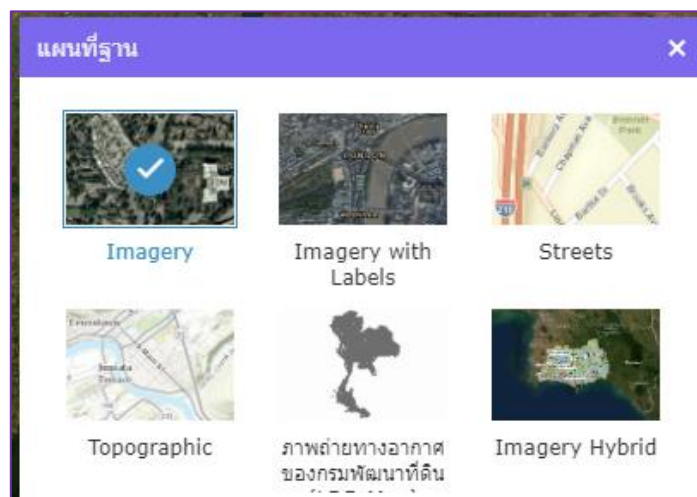 แผนที่ฐาน
Imagery
Imagery with
Labels
Streets
Topographic
ภาพถ่ายทางอากาศ
ของกรมพัฒนาที่ดิน
Imagery Hybrid